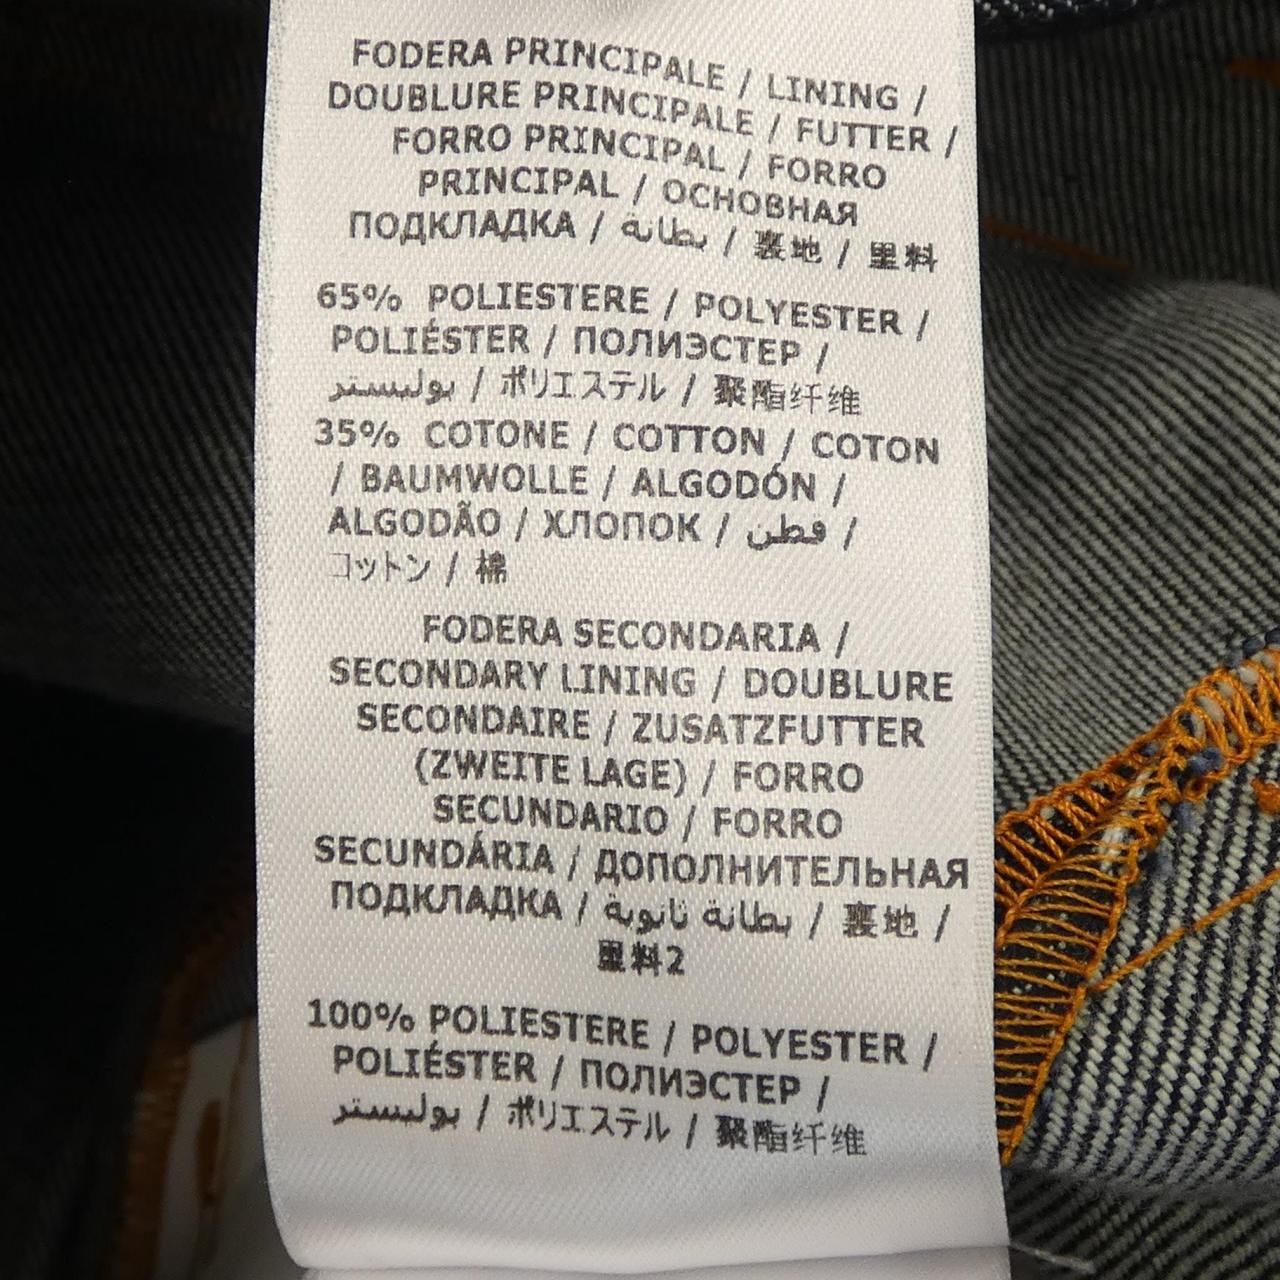 FODERA PRINCIPALE / LINING /
DOUBLURE PRINCIPALE / FUTTER /
FORRO PRINCIPAL / FORRO
PRINCIPAL / ОСНОВНАЯ
ПОДКЛАДКА / بطانة / 裏地 / 里料
65% POLIESTERE / POLYESTER /
POLIÉSTER / ПОЛИЭСТЕР /
بوليستر / ポリエステル / 聚酯纤维
35% COTONE / COTTON / COTON
/ BAUMWOLLE / ALGODÓN /
ALGODÃO / ХЛОПОК / قطن /
コットン / 棉
FODERA SECONDARIA /
SECONDARY LINING / DOUBLURE
SECONDAIRE / ZUSATZFUTTER
(ZWEITE LAGE) / FORRO
SECUNDARIO / FORRO
SECUNDÁRIA / ДОПОЛНИТЕЛЬНАЯ
ПОДКЛАДКА / بطانة ثانوية / 裏地 /
里料2
100% POLIESTERE / POLYESTER /
POLIÉSTER / ПОЛИЭСТЕР /
بوليستر / ポリエステル / 聚酯纤维